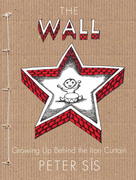 THE
WALL
Growing Up Behind the Iron Curtain
PETER SÍS